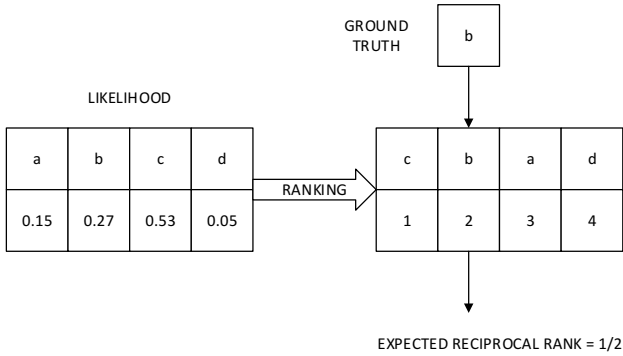 GROUND
TRUTH
b
LIKELIHOOD
a b c d
0.15 0.27 0.53 0.05
RANKING
c b a d
1 2 3 4
EXPECTED RECIPROCAL RANK = 1/2